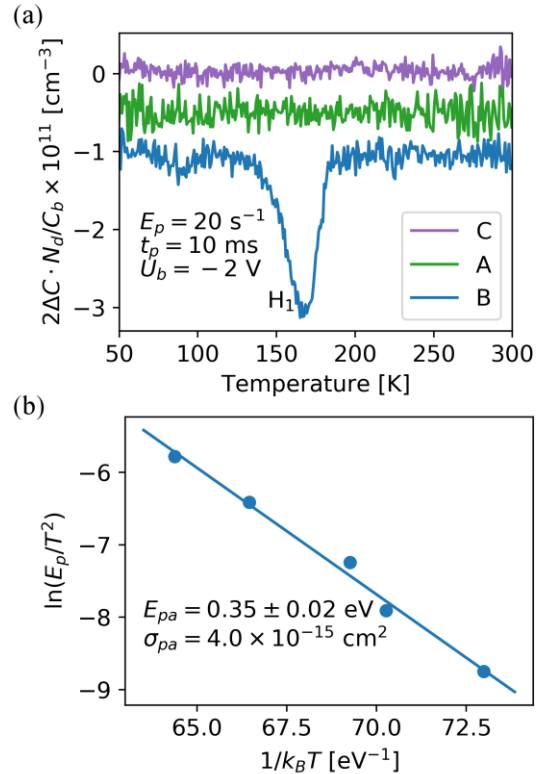 (a)
2ΔC · N_d/C_b × 10^11 [cm^−3]
0
−1
−2
−3
E_p = 20 s^−1
t_p = 10 ms
U_b = −2 V
H_1
C
A
B
50 100 150 200 250 300
Temperature [K]
(b)
ln(E_p/T^2)
−6
−7
−8
−9
E_pa = 0.35 ± 0.02 eV
σ_pa = 4.0 × 10^−15 cm^2
65.0 67.5 70.0 72.5
1/k_BT [eV^−1]